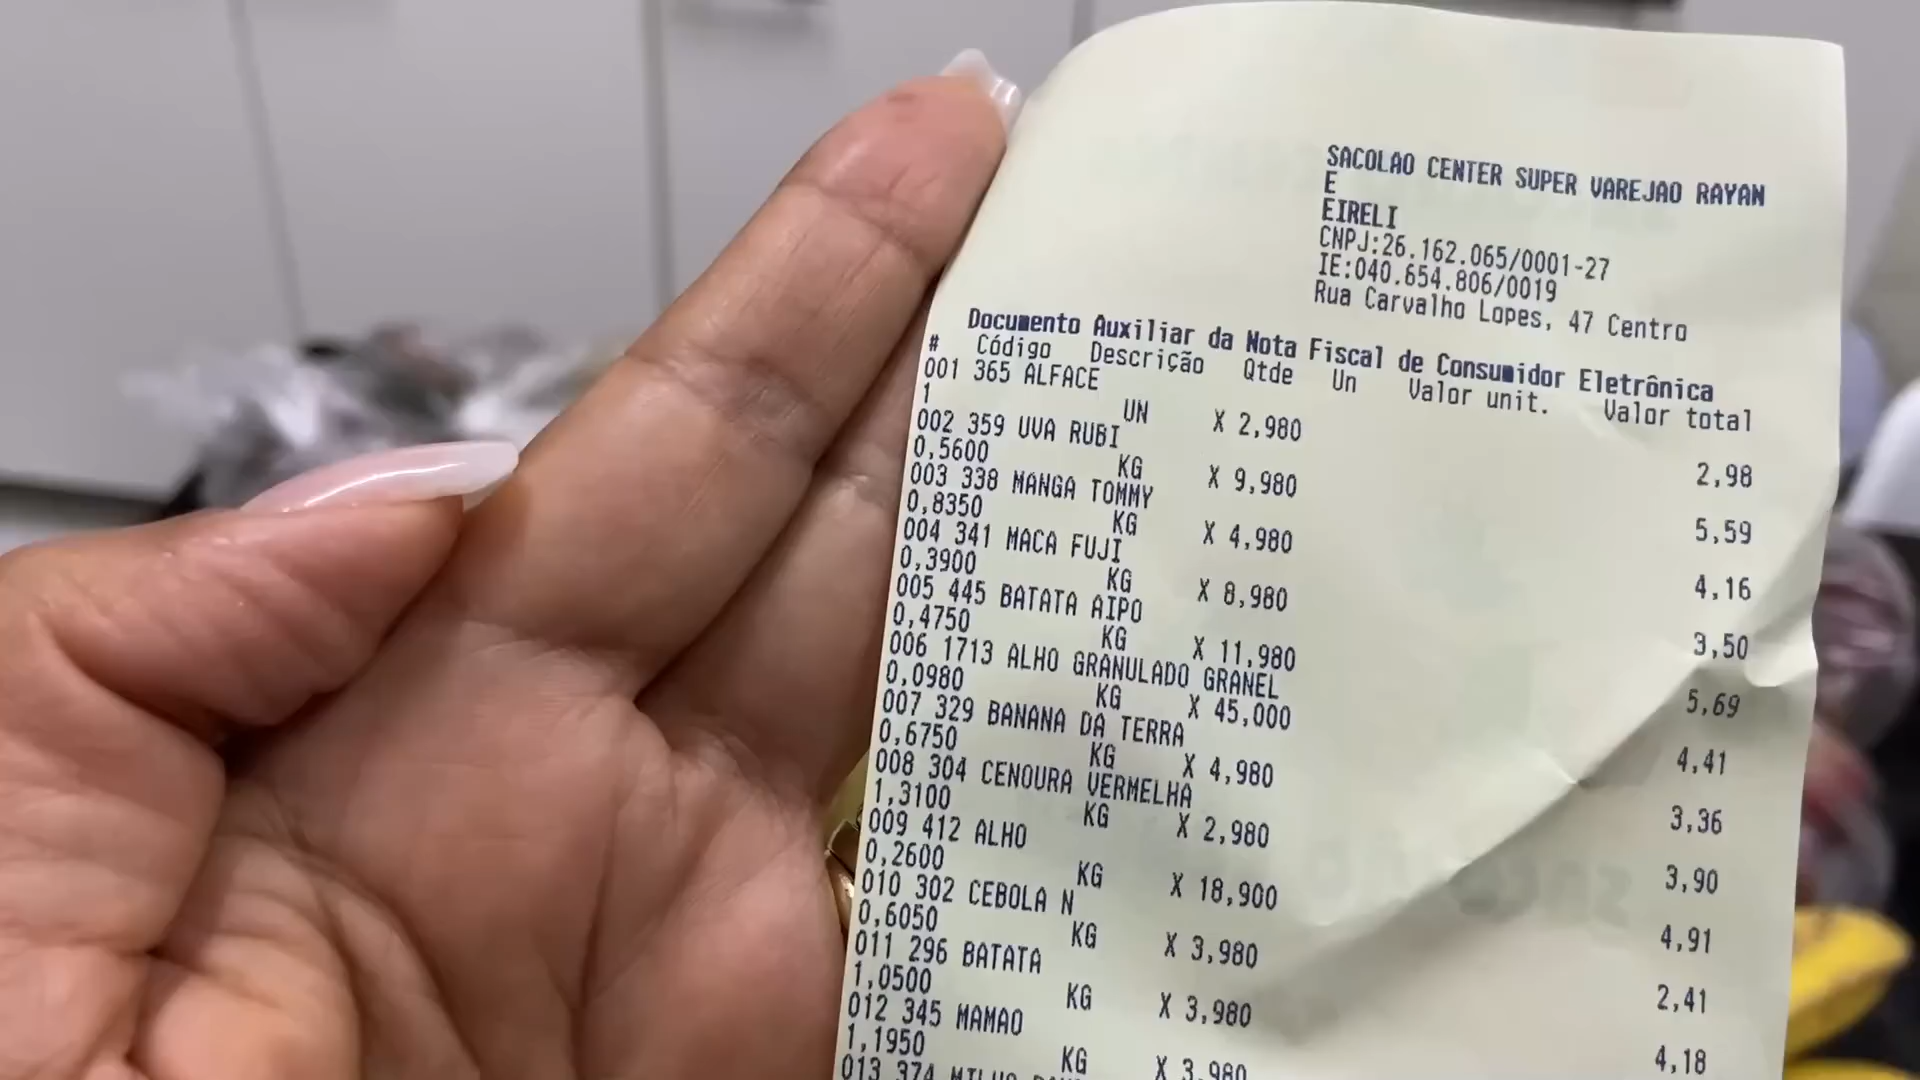 SACOLAO CENTER SUPER VAREJAO RAYAN
E
EIRELI
CNPJ:26.162.065/0001-27
IE:040.654.806/0019
Rua Carvalho Lopes, 47 Centro
Documento Auxiliar da Nota Fiscal de Consumidor Eletrônica
# Código Descrição Qtde Un Valor unit. Valor total
001 365 ALFACE
1 UN X 2,980 2,98
002 359 UVA RUBI
0,5600 KG X 9,980 5,59
003 338 MANGA TOMMY
0,8350 KG X 4,980 4,16
004 341 MACA FUJI
0,3900 KG X 8,980 3,50
005 445 BATATA AIPO
0,4750 KG X 11,980 5,69
006 1713 ALHO GRANULADO GRANEL
0,0980 KG X 45,000 4,41
007 329 BANANA DA TERRA
0,6750 KG X 4,980 3,36
008 304 CENOURA VERMELHA
1,3100 KG X 2,980 3,90
009 412 ALHO
0,2600 KG X 18,900 4,91
010 302 CEBOLA N
0,6050 KG X 3,980 2,41
011 296 BATATA
1,0500 KG X 3,980 4,18
012 345 MAMAO
1,1950 KG X 3,980
013 374